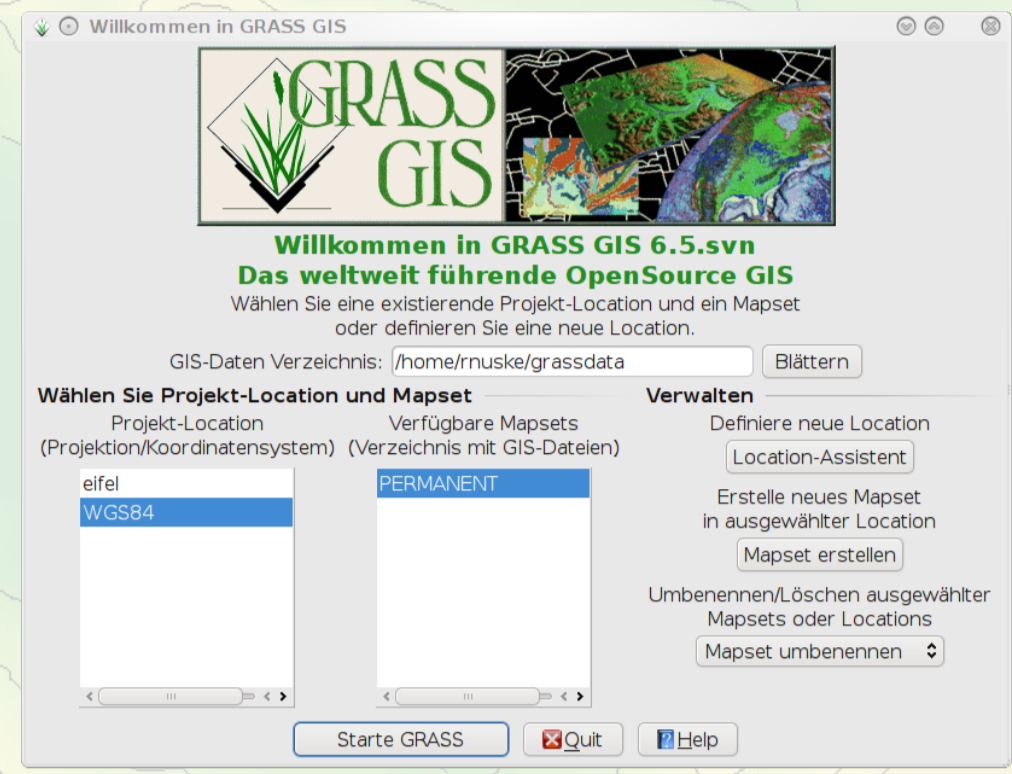 Willkommen in GRASS GIS
GRASS
GIS
Willkommen in GRASS GIS 6.5.svn
Das weltweit führende OpenSource GIS
Wählen Sie eine existierende Projekt-Location und ein Mapset
oder definieren Sie eine neue Location.
GIS-Daten Verzeichnis: /home/rnuske/grassdata Blättern
Wählen Sie Projekt-Location und Mapset
Projekt-Location
(Projektion/Koordinatensystem)
eifel
WGS84
Verfügbare Mapsets
(Verzeichnis mit GIS-Dateien)
PERMANENT
Verwalten
Definiere neue Location
Location-Assistent
Erstelle neues Mapset
in ausgewählter Location
Mapset erstellen
Umbenennen/Löschen ausgewählter
Mapsets oder Locations
Mapset umbenennen
Starte GRASS Quit Help